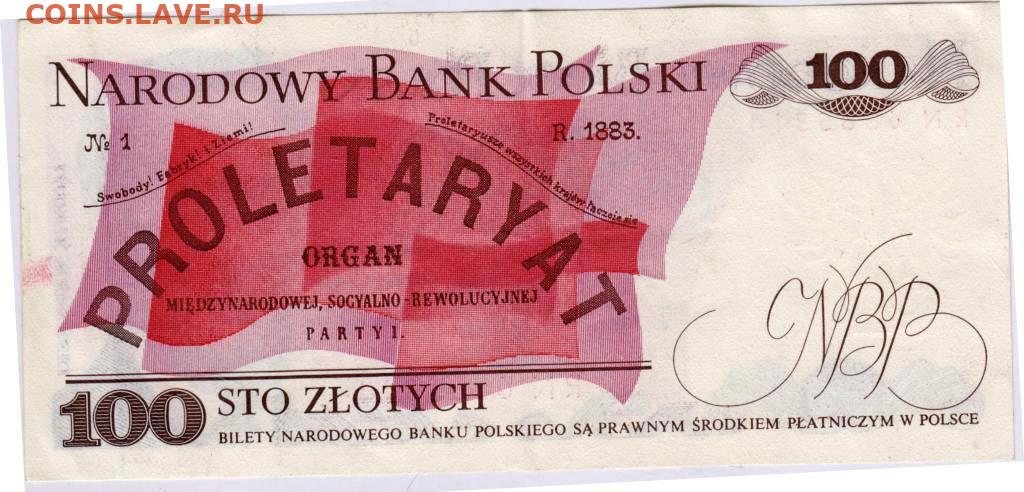 COINS.LAVE.RU
NARODOWY BANK POLSKI
100
№ 1
R. 1883.
Swobody! Fabryk! i Ziemi!
Proletaryusze wszystkich krajów łączcie się
PROLETARYAT
ORGAN
MIĘDZYNARODOWEJ, SOCYALNO-REWOLUCYJNEJ
PARTYI.
NBP
100 STO ZŁOTYCH
BILETY NARODOWEGO BANKU POLSKIEGO SĄ PRAWNYM ŚRODKIEM PŁATNICZYM W POLSCE